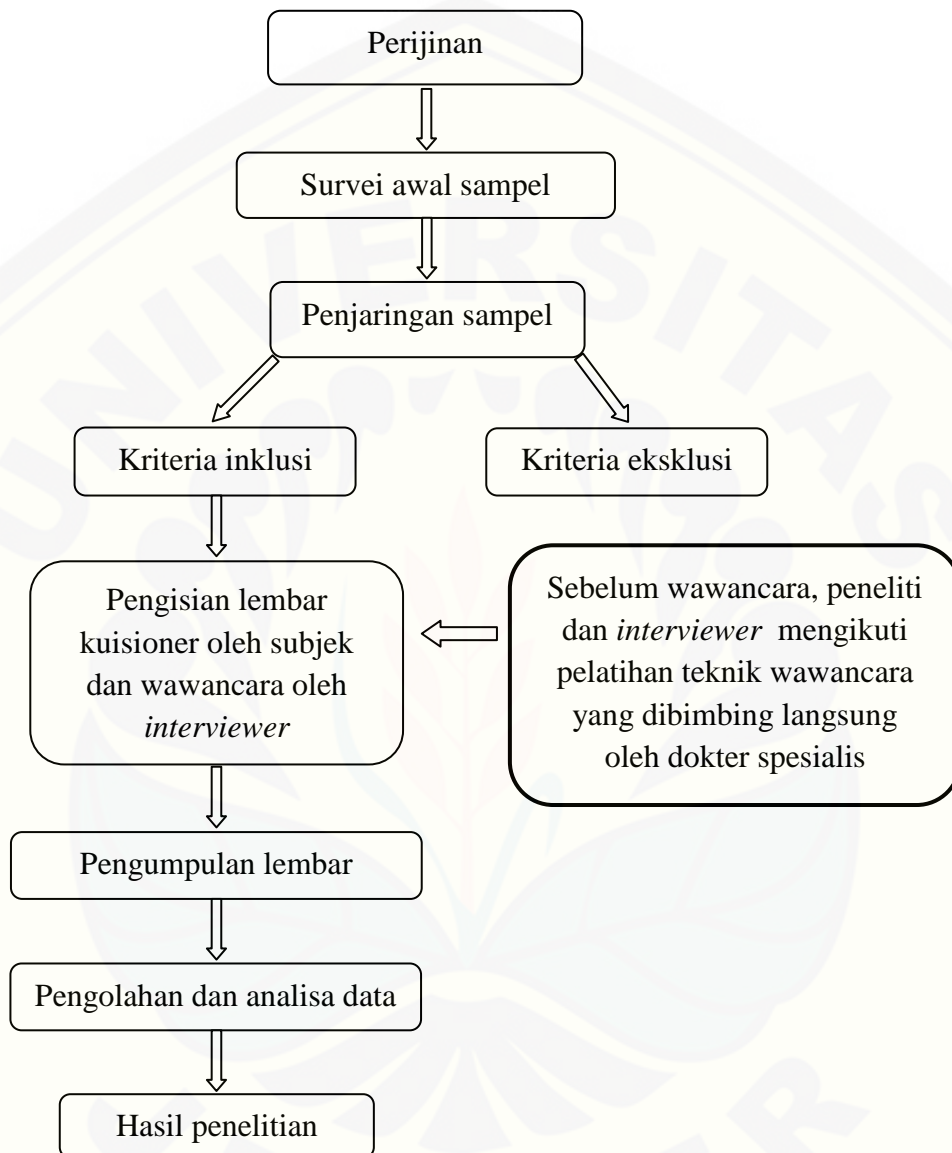 Perijinan
Survei awal sampel
Penjaringan sampel
Kriteria inklusi
Kriteria eksklusi
Pengisian lembar
kuisioner oleh subjek
dan wawancara oleh
interviewer
Sebelum wawancara, peneliti
dan interviewer mengikuti
pelatihan teknik wawancara
yang dibimbing langsung
oleh dokter spesialis
Pengumpulan lembar
Pengolahan dan analisa data
Hasil penelitian
UNIVERSITAS